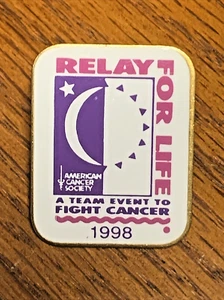 RELAY
FOR LIFE
AMERICAN
CANCER
SOCIETY
A TEAM EVENT TO
FIGHT CANCER
1998